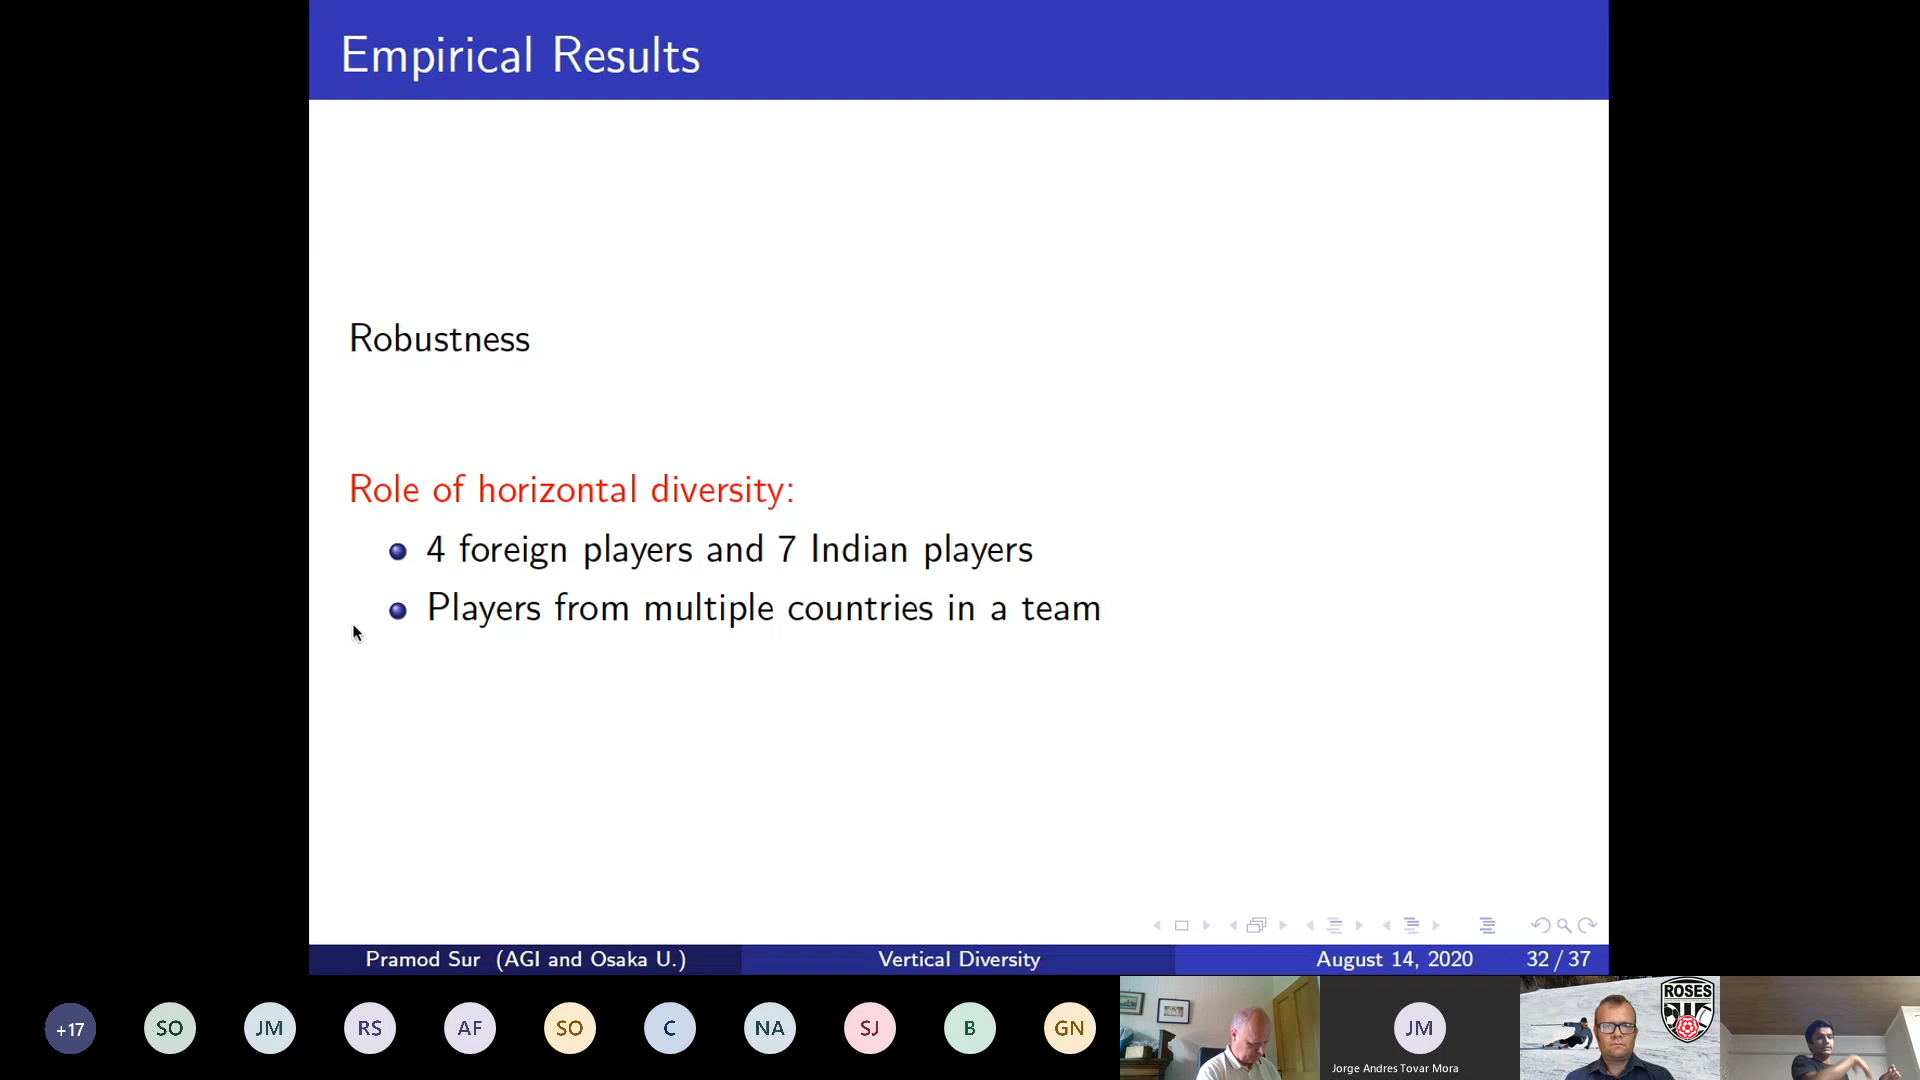 Empirical Results
Robustness
Role of horizontal diversity:
4 foreign players and 7 Indian players
Players from multiple countries in a team
Pramod Sur (AGI and Osaka U.) Vertical Diversity August 14, 2020 32 / 37
+17 SO JM RS AF SO C NA SJ B GN JM
ROSES
Jorge Andres Tovar Mora